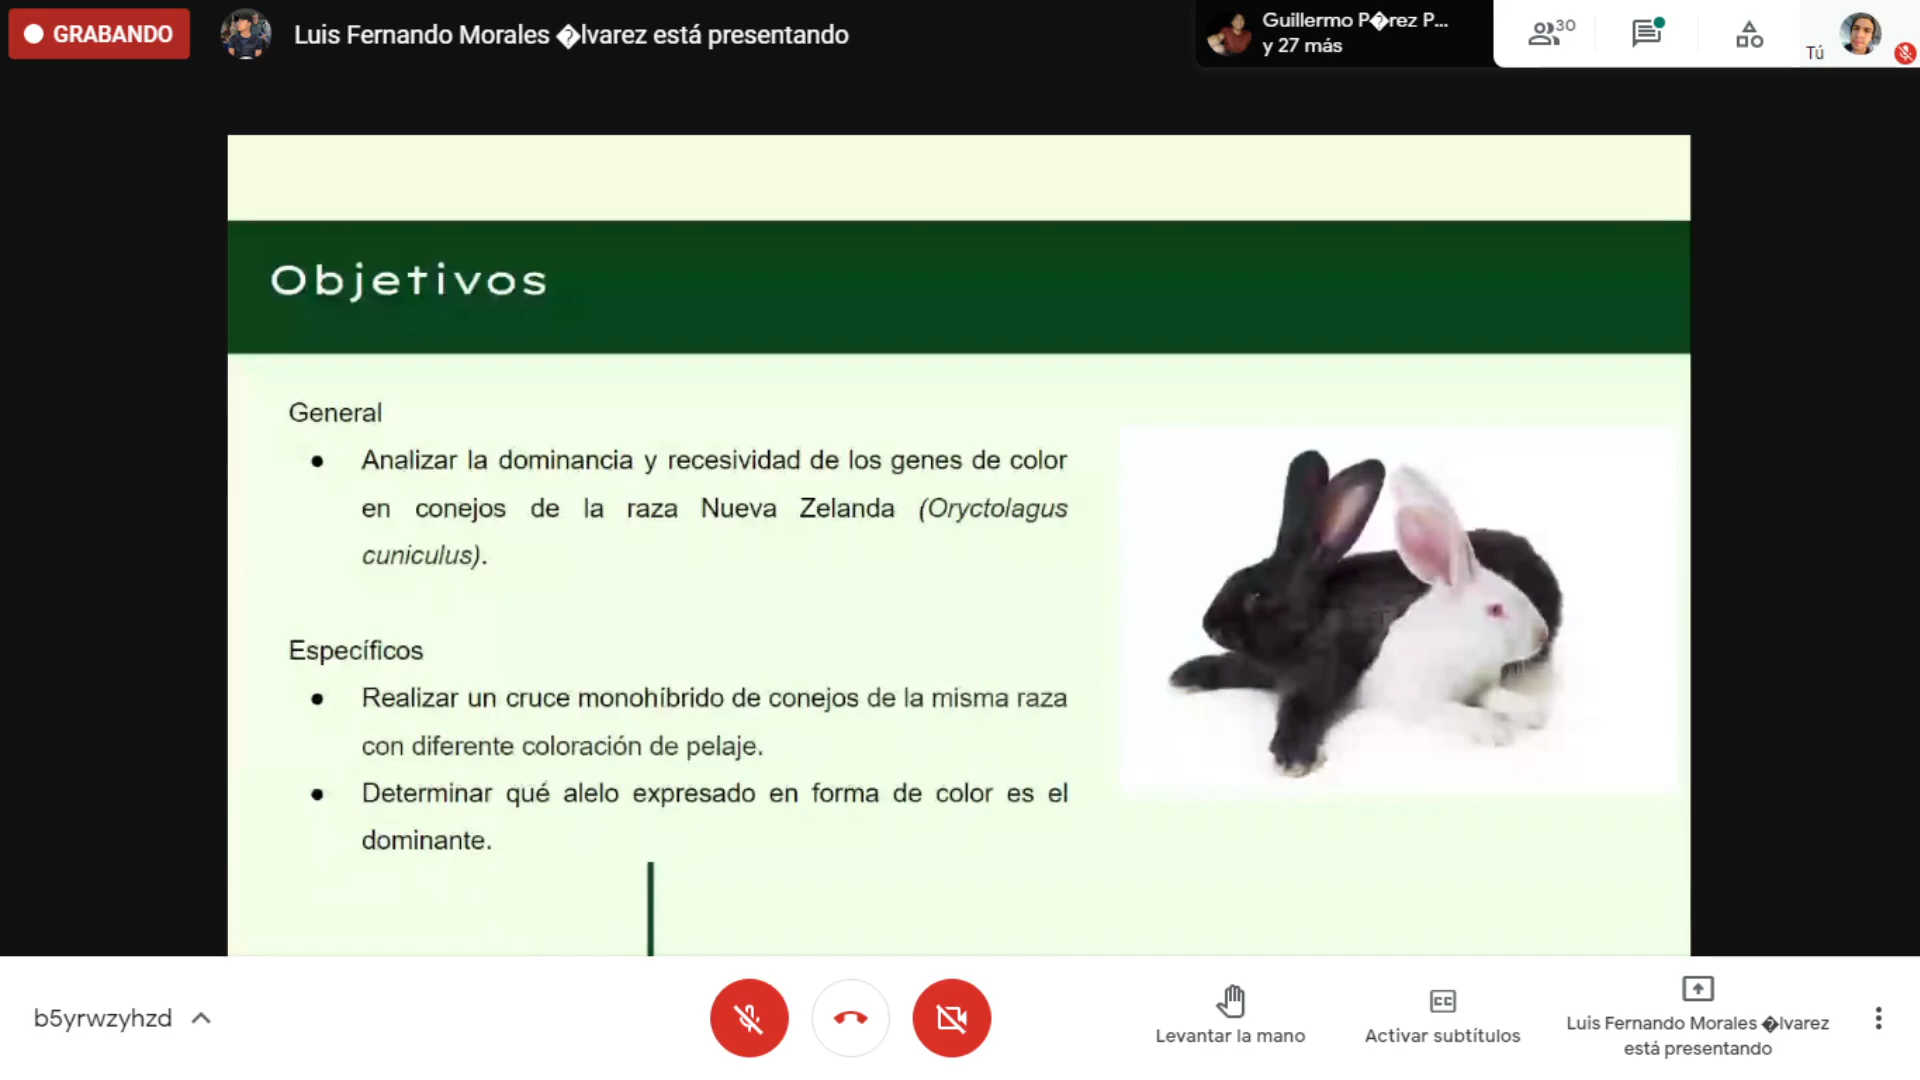 GRABANDO
Luis Fernando Morales �lvarez está presentando
Guillermo P�rez P...
y 27 más
30
Tú
Objetivos
General
● Analizar la dominancia y recesividad de los genes de color
en conejos de la raza Nueva Zelanda (Oryctolagus
cuniculus).
Específicos
● Realizar un cruce monohíbrido de conejos de la misma raza
con diferente coloración de pelaje.
● Determinar qué alelo expresado en forma de color es el
dominante.
b5yrwzyhzd
Levantar la mano
CC
Activar subtítulos
Luis Fernando Morales �lvarez
está presentando